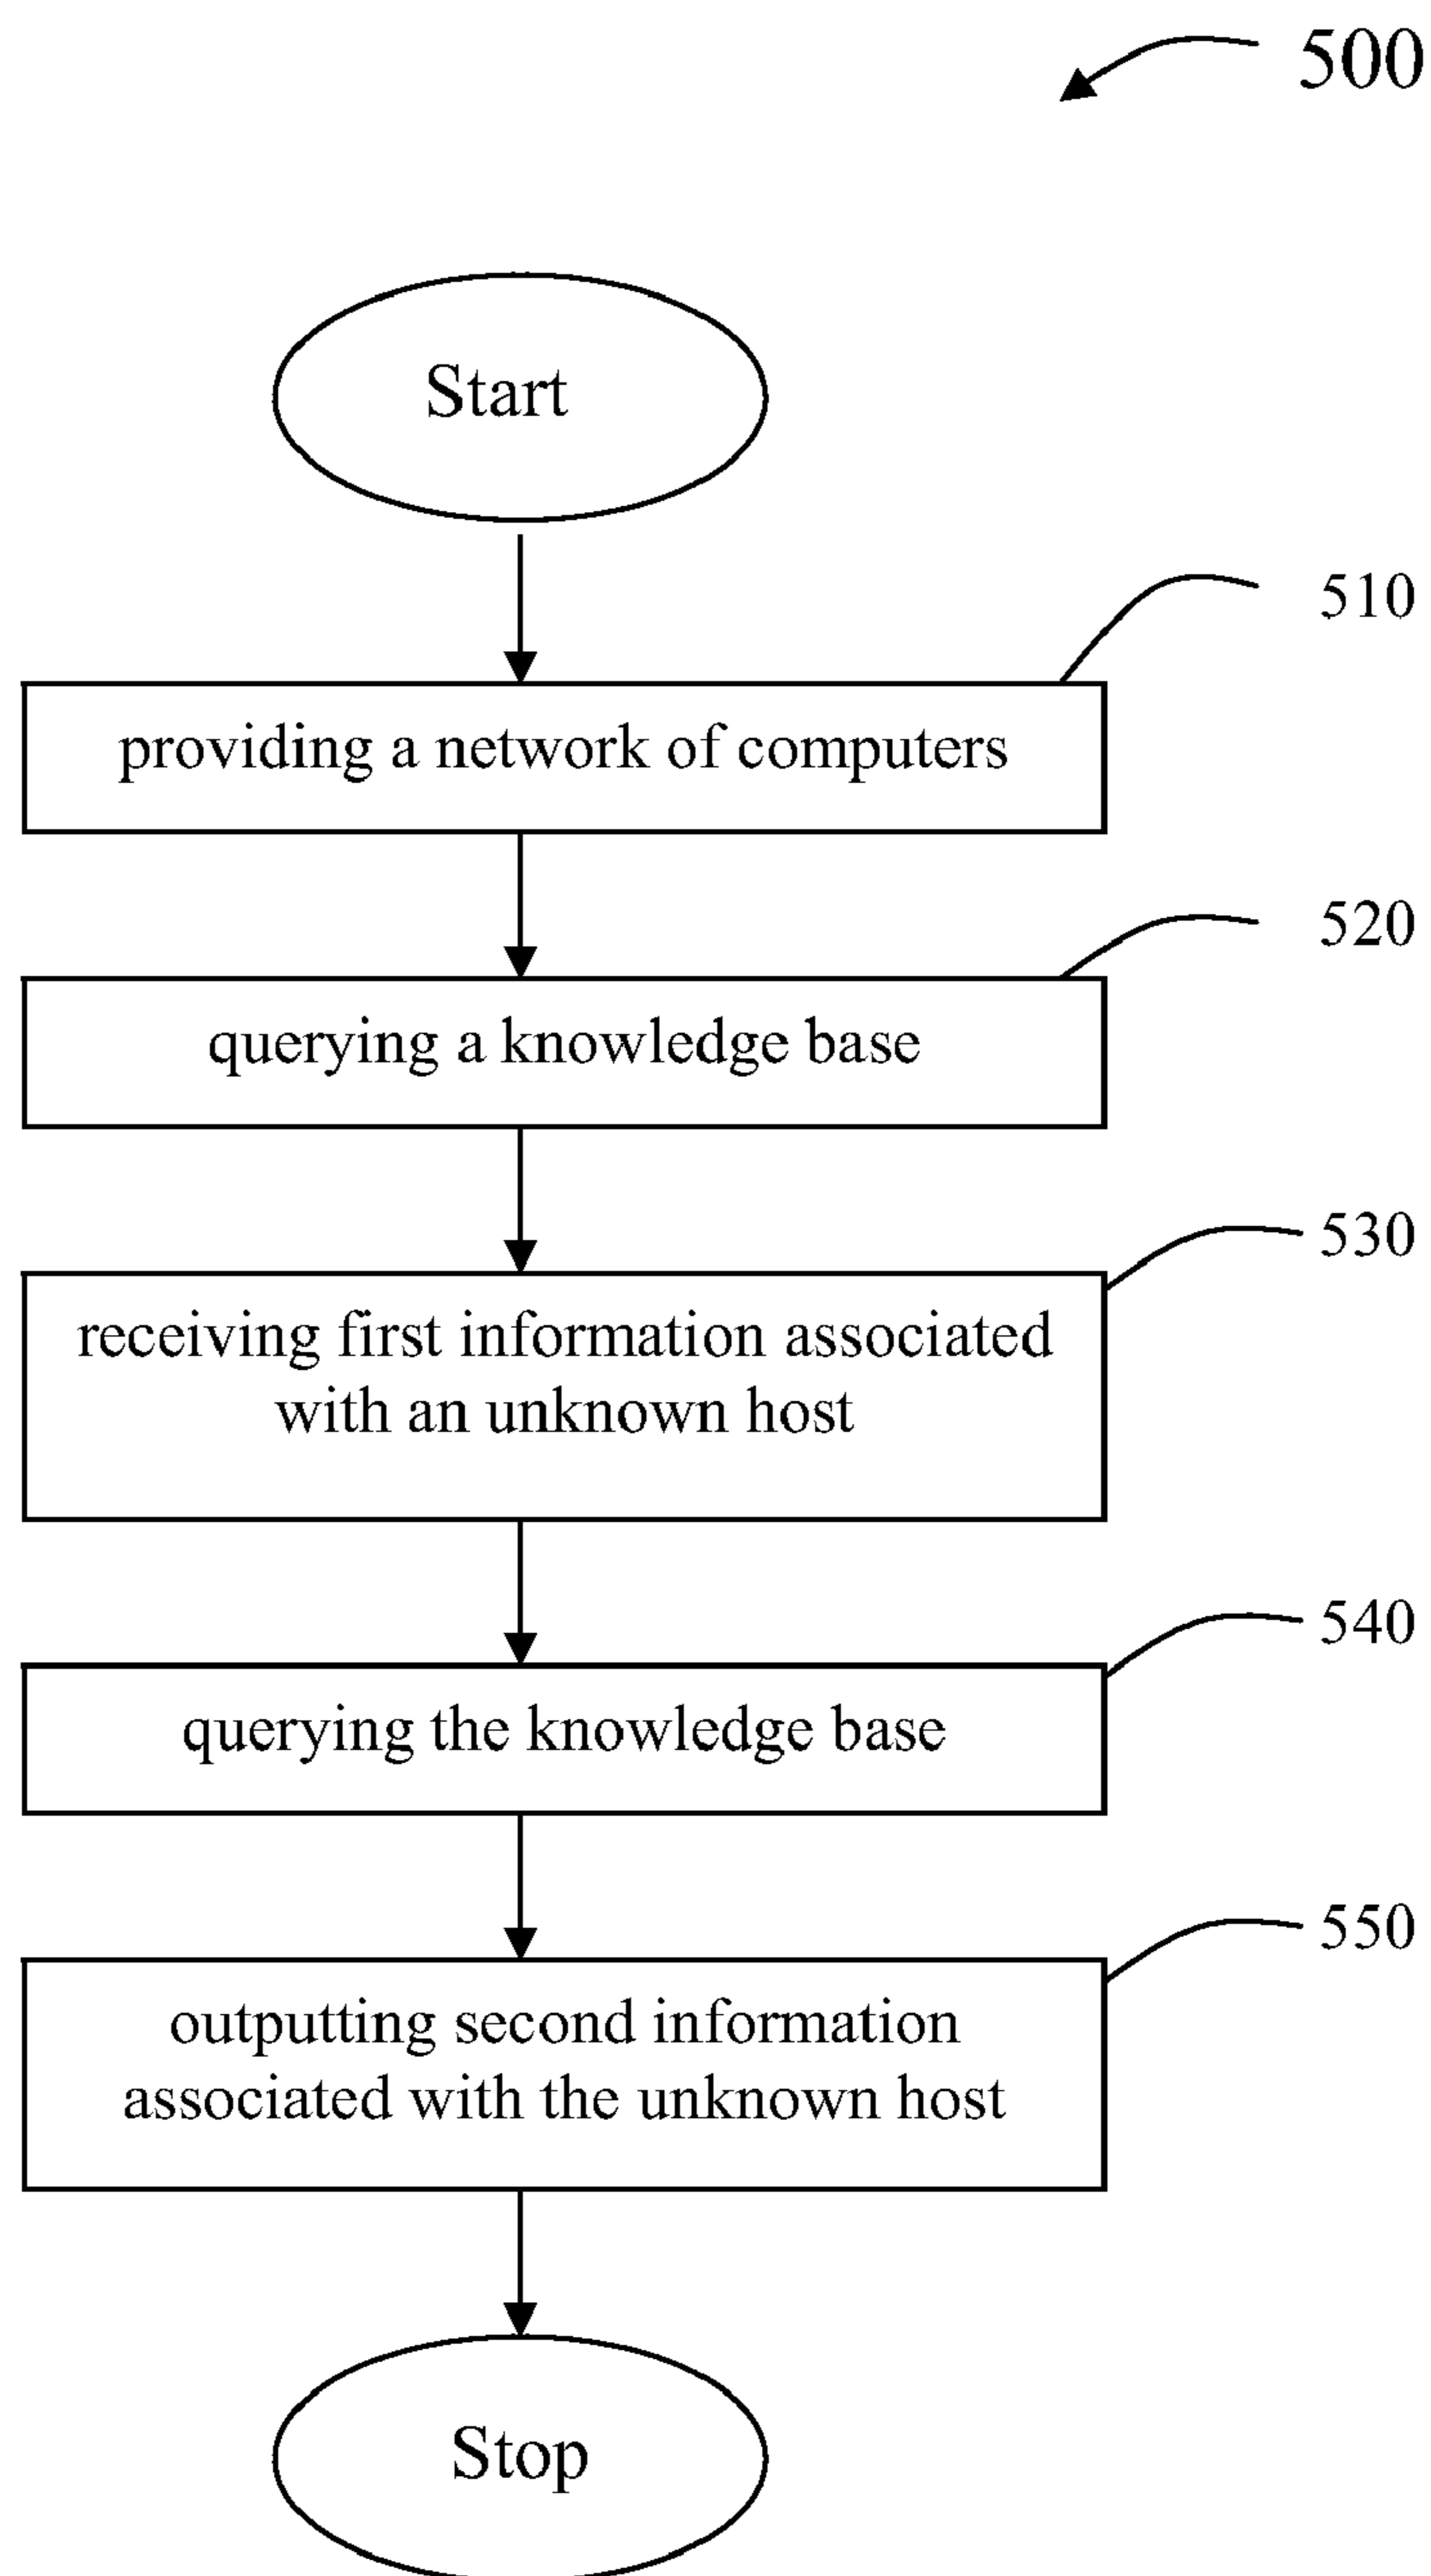 500
Start
510
providing a network of computers
520
querying a knowledge base
530
receiving first information associated
with an unknown host
540
querying the knowledge base
550
outputting second information
associated with the unknown host
Stop